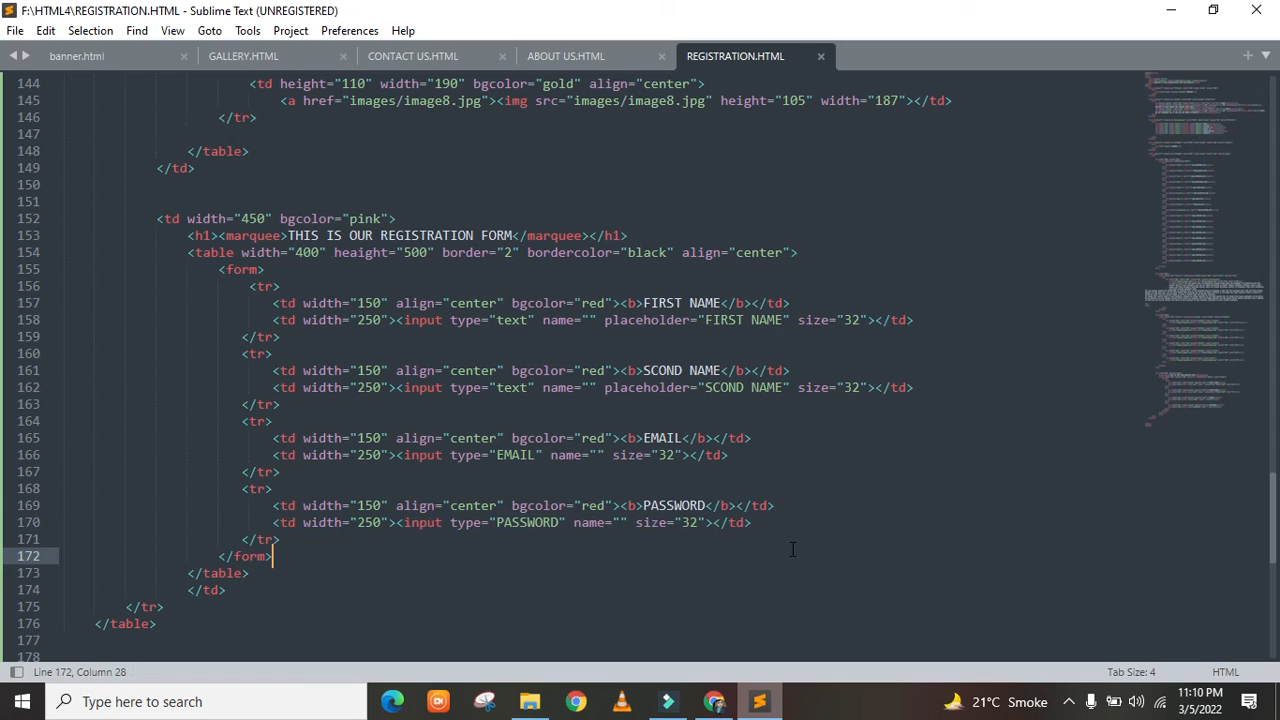 F:\HTML4\REGISTRATION.HTML - Sublime Text (UNREGISTERED)
File Edit Selection Find View Goto Tools Project Preferences Help
banner.html GALLERY.HTML CONTACT US.HTML ABOUT US.HTML REGISTRATION.HTML
144 <td height="110" width="190" bgcolor="gold" align="center">
145 <a href="images/image8.jpg"><img src="images/image8.jpg" height="105" width="187"></td>
146 </tr>
147
148 </table>
149 </td>
150
151
152 <td width="450" bgcolor="pink">
153 <h1><marquee>THIS IS OUR REGISTRATION FORM</marquee></h1>
154 <table width="400" heaight="500" border="" bordercolor="black" align="center">
155 <form>
156 <tr>
157 <td width="150" align="center" bgcolor="red"><b>FIRST NAME</b></td>
158 <td width="250"><input type="text" name="" placeholder="FIRST NAME" size="32"></td>
159 </tr>
160 <tr>
161 <td width="150" align="center" bgcolor="red"><b>SCOND NAME</b></td>
162 <td width="250"><input type="text" name="" placeholder="SCOND NAME" size="32"></td>
163 </tr>
164 <tr>
165 <td width="150" align="center" bgcolor="red"><b>EMAIL</b></td>
166 <td width="250"><input type="EMAIL" name="" size="32"></td>
167 </tr>
168 <tr>
169 <td width="150" align="center" bgcolor="red"><b>PASSWORD</b></td>
170 <td width="250"><input type="PASSWORD" name="" size="32"></td>
171 </tr>
172 </form>
173 </table>
174 </td>
175 </tr>
176 </table>
177
178
Line 172, Column 28 Tab Size: 4 HTML
Type here to search 21°C Smoke 11:10 PM
3/5/2022